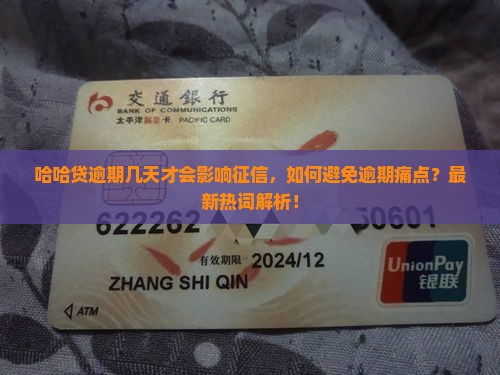 交通銀行
BANK OF COMMUNICATIONS
太平洋 卡 PACIFIC CARD
哈哈贷逾期几天才会影响征信，如何避免逾期痛点？最
新热词解析！
622262 50601
有效期限 2024/12
ZHANG SHI QIN
UnionPay
银联
ATM